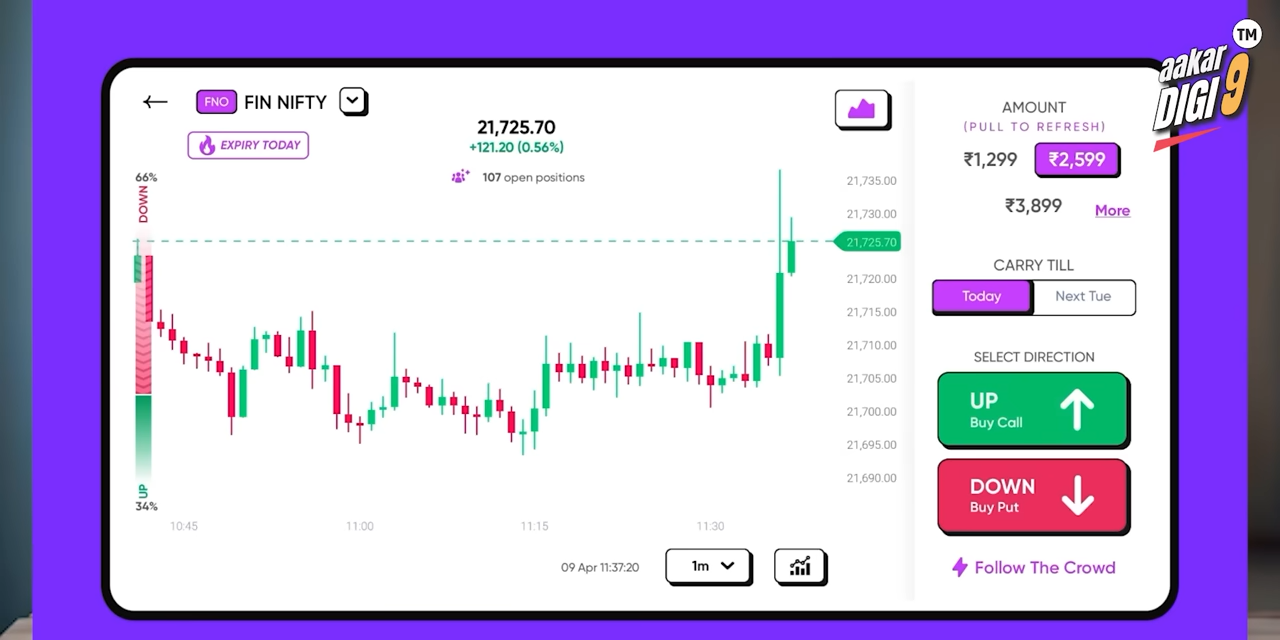 FNO FIN NIFTY
EXPIRY TODAY
21,725.70
+121.20 (0.56%)
107 open positions
66%
DOWN
UP
34%
21,735.00
21,730.00
21,725.70
21,720.00
21,715.00
21,710.00
21,705.00
21,700.00
21,695.00
21,690.00
10:45
11:00
11:15
11:30
09 Apr 11:37:20
1m
AMOUNT
(PULL TO REFRESH)
₹1,299
₹2,599
₹3,899
More
CARRY TILL
Today
Next Tue
SELECT DIRECTION
UP
Buy Call
DOWN
Buy Put
Follow The Crowd
TM
aakar
DIGI 9